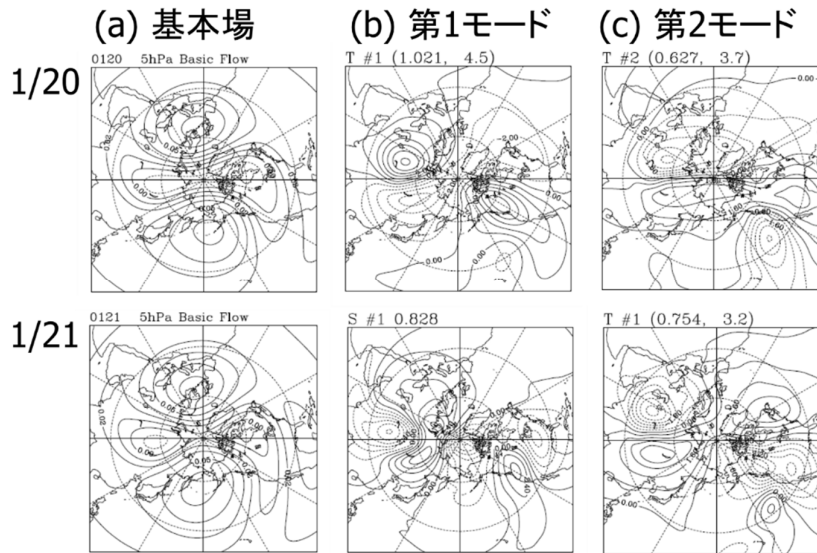 (a) 基本場
(b) 第1モード
(c) 第2モード
1/20
0120 5hPa Basic Flow
T #1 (1.021, 4.5)
T #2 (0.627, 3.7)
1/21
0121 5hPa Basic Flow
S #1 0.828
T #1 (0.754, 3.2)